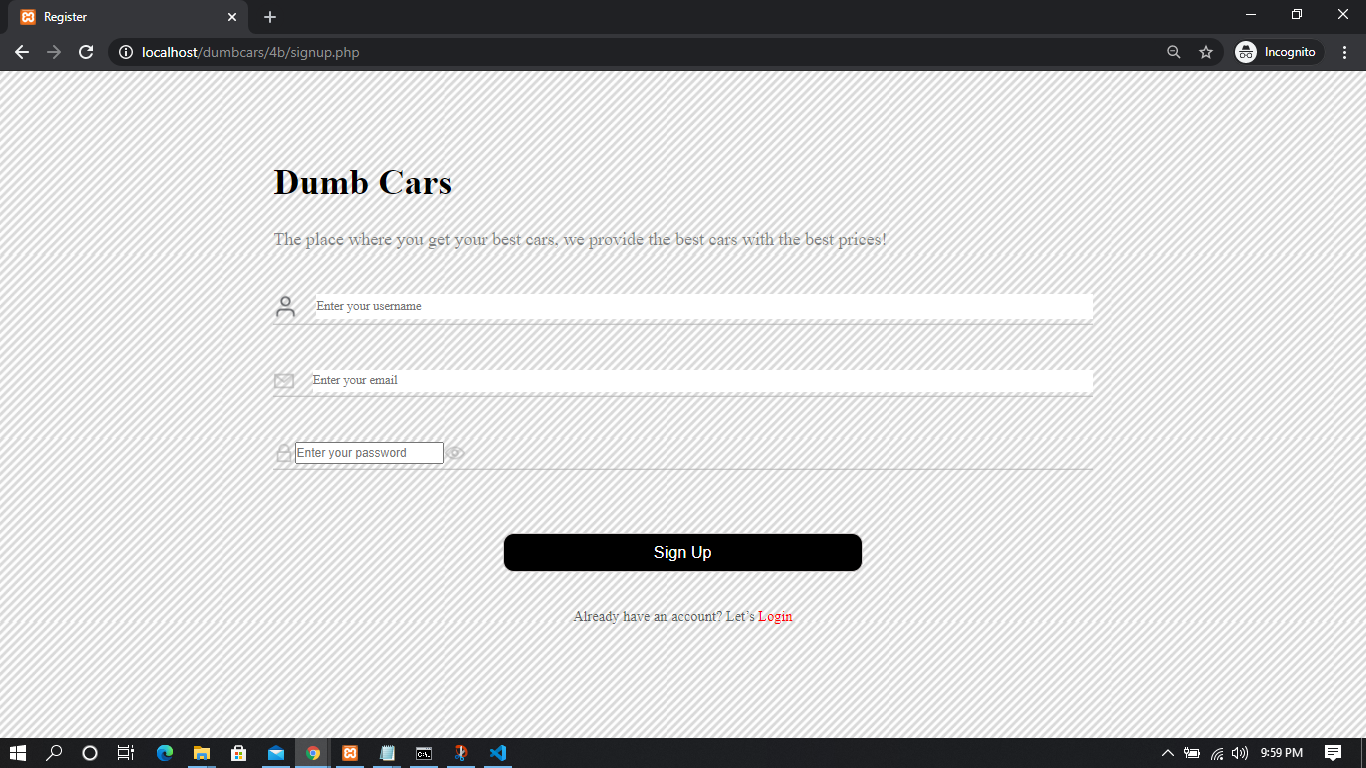 Register
localhost/dumbcars/4b/signup.php
Incognito
Dumb Cars
The place where you get your best cars, we provide the best cars with the best prices!
Enter your username
Enter your email
Enter your password
Sign Up
Already have an account? Let’s Login
9:59 PM